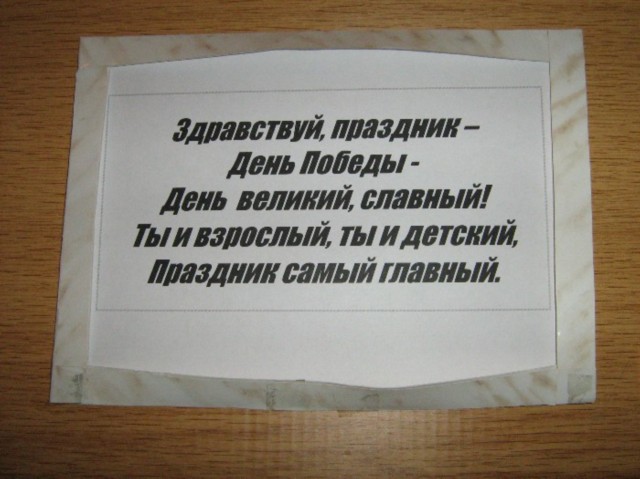 Здравствуй, праздник –
День Победы -
День великий, славный!
Ты и взрослый, ты и детский,
Праздник самый главный.